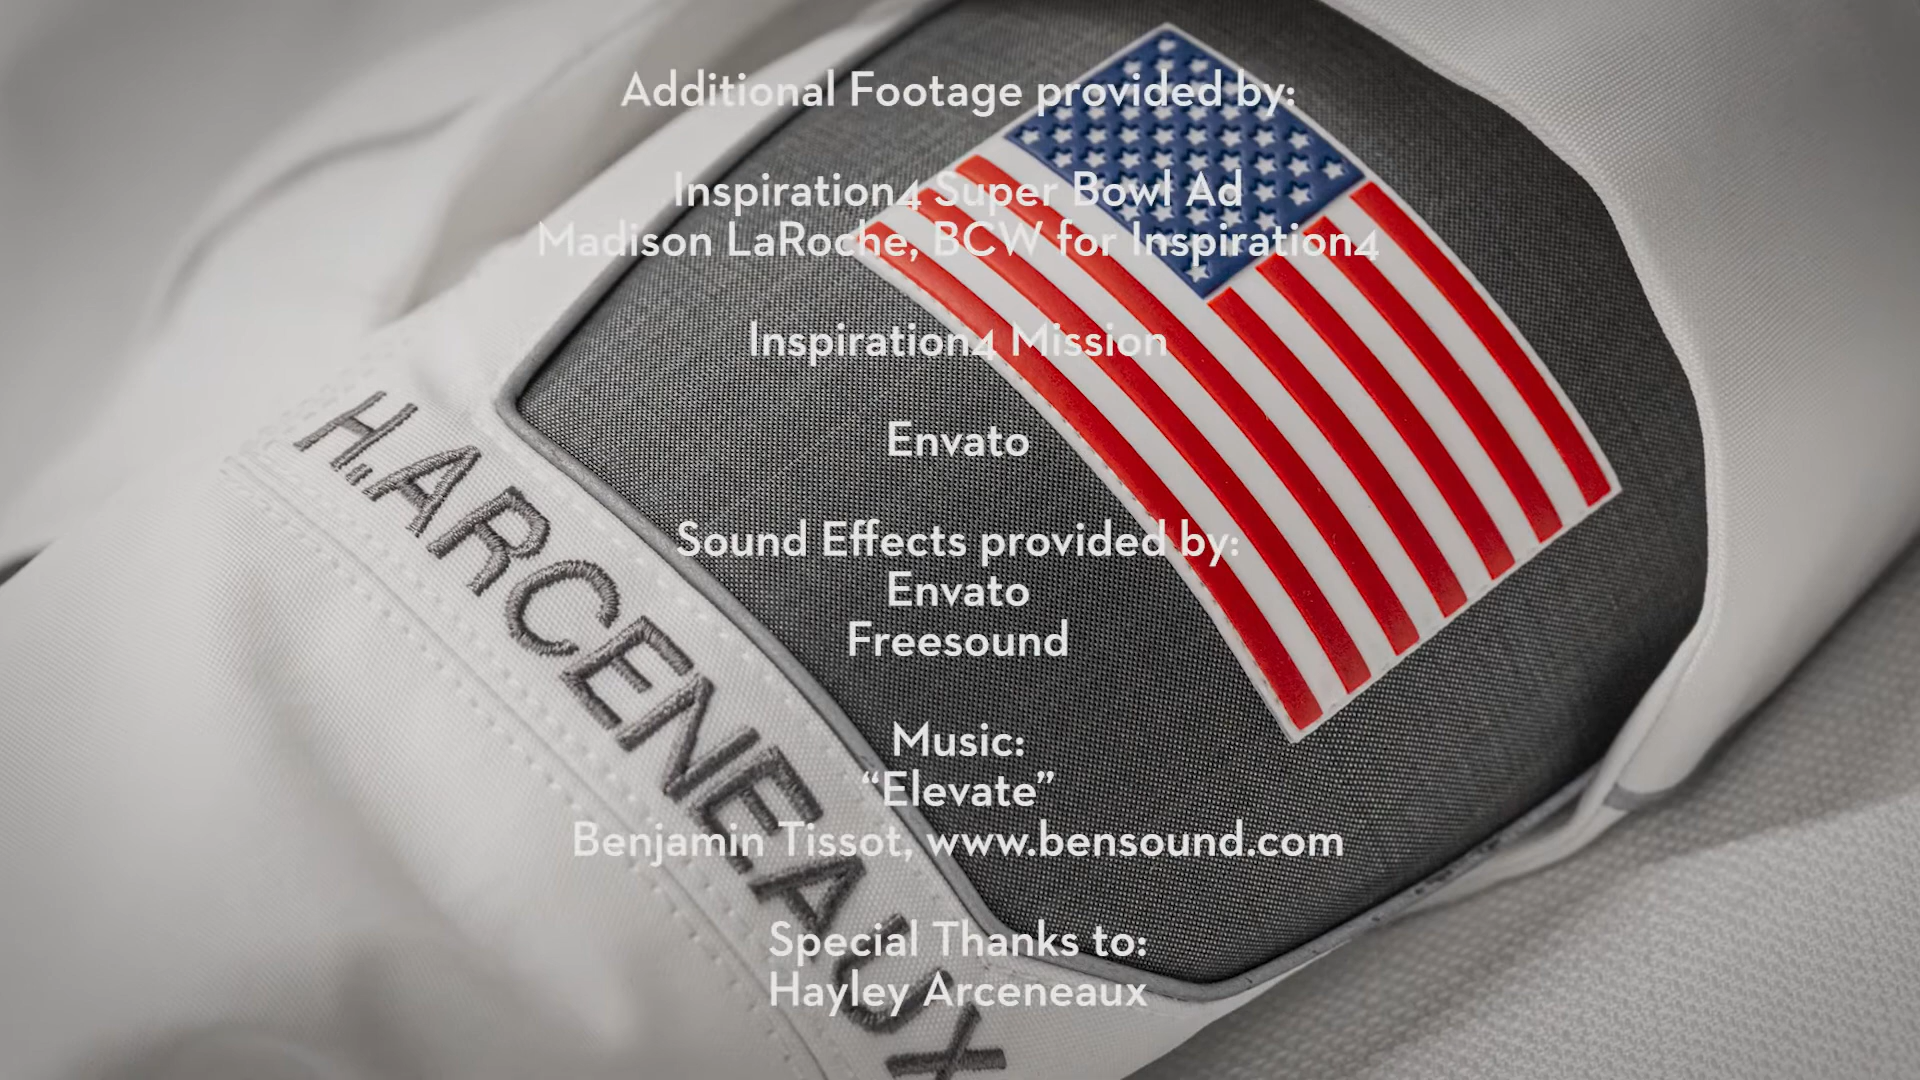 Additional Footage provided by:
Inspiration4 Super Bowl Ad
Madison LaRoche, BCW for Inspiration4
Inspiration4 Mission
Envato
Sound Effects provided by:
Envato
Freesound
Music:
“Elevate”
Benjamin Tissot, www.bensound.com
Special Thanks to:
Hayley Arceneaux
H.ARCENEAUX